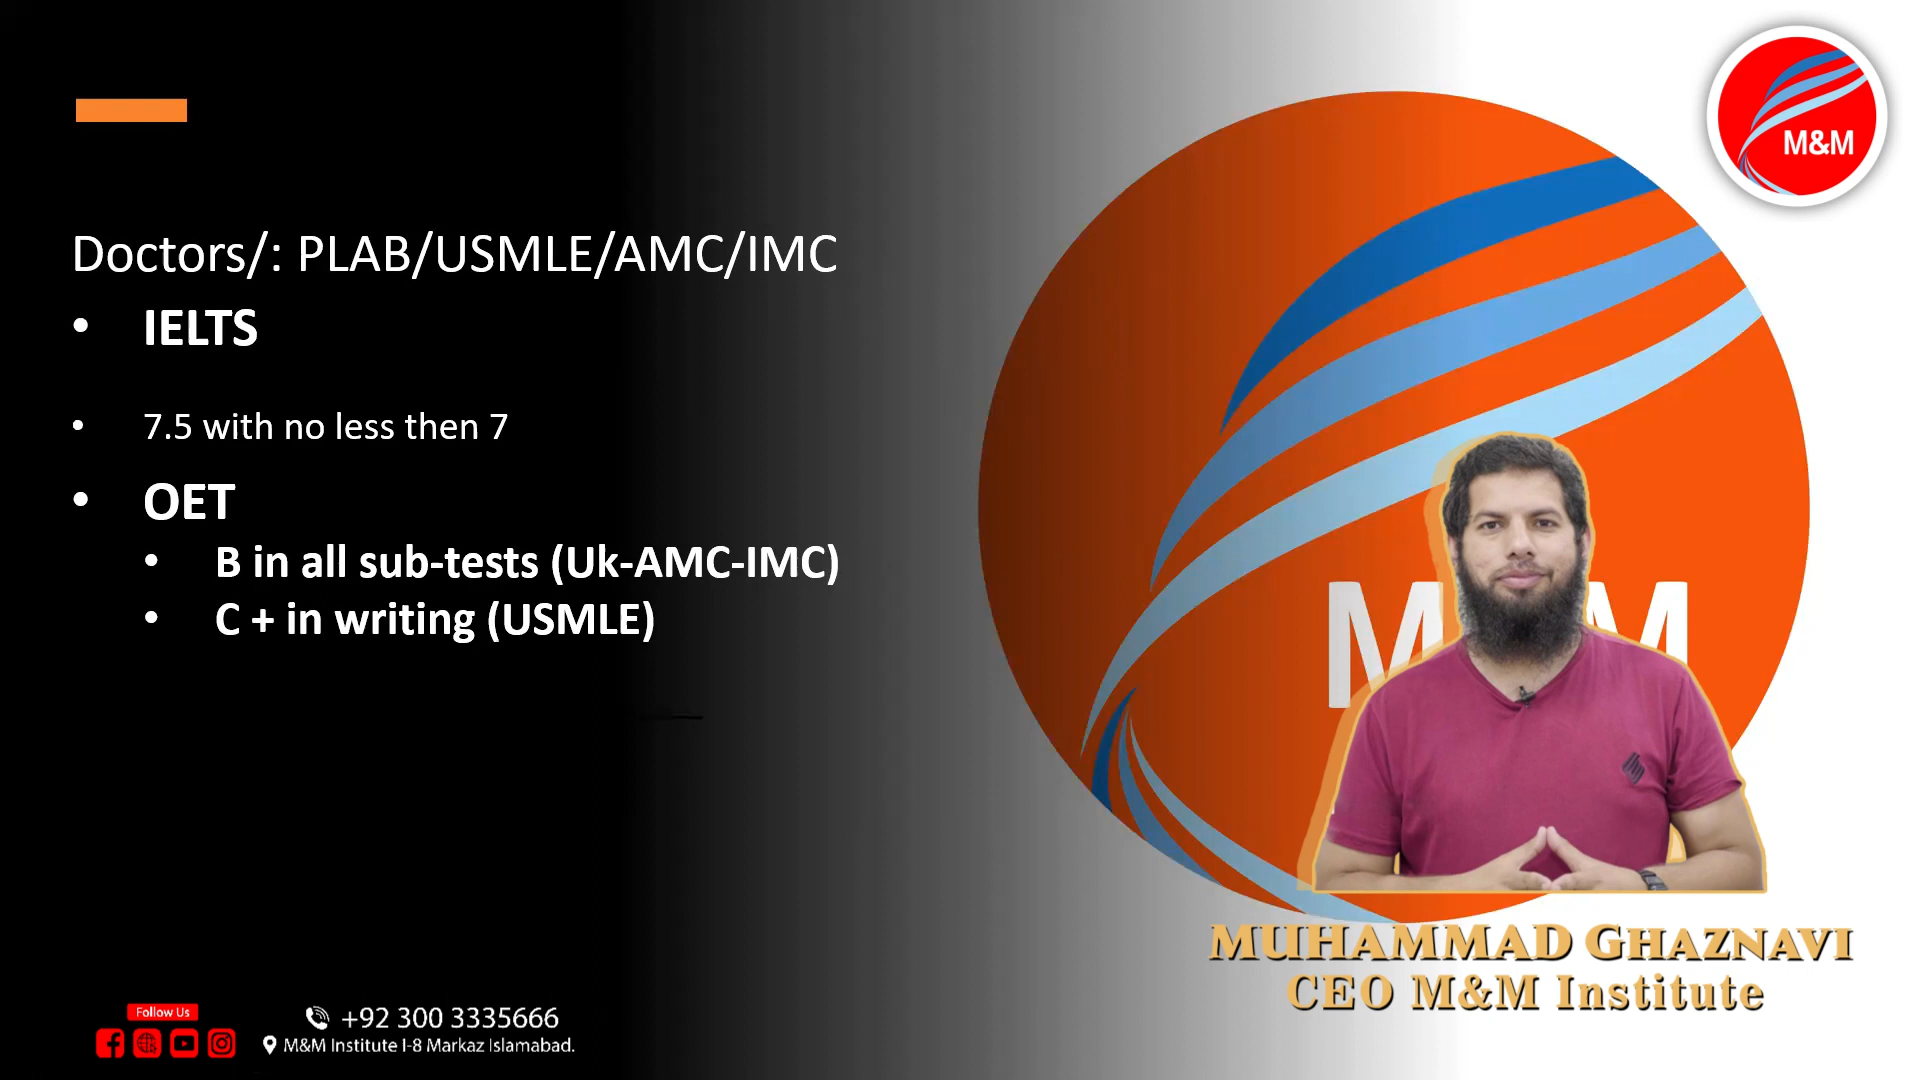 M&M
Doctors/: PLAB/USMLE/AMC/IMC
• IELTS
• 7.5 with no less then 7
• OET
• B in all sub-tests (Uk-AMC-IMC)
• C + in writing (USMLE)
M M
MUHAMMAD GHAZNAVI
CEO M&M Institute
Follow Us
+92 300 3335666
M&M Institute I-8 Markaz Islamabad.